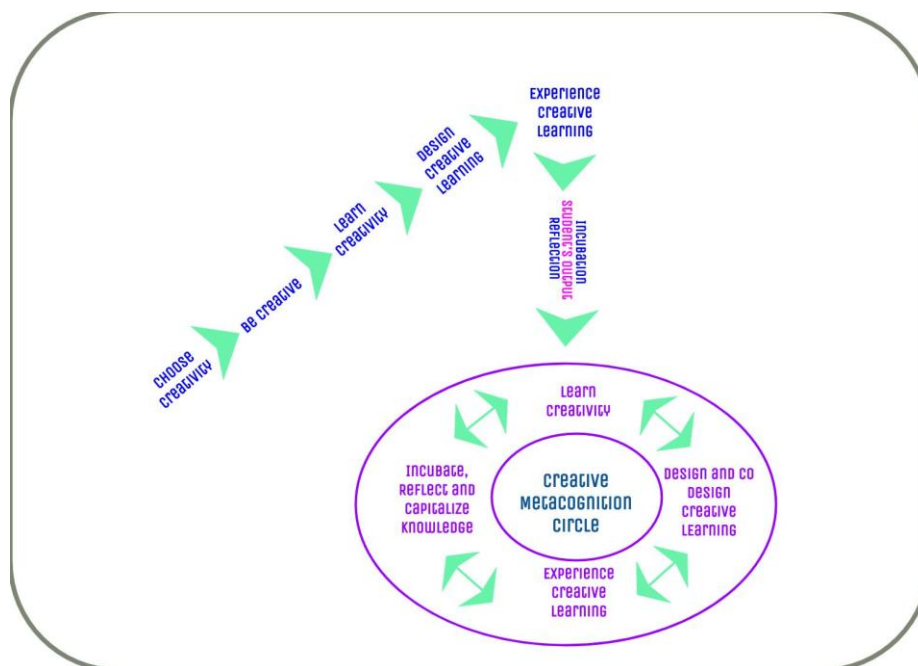 CHOOSE
CREATIVITY
BE CREATIVE
LEARN
CREATIVITY
DESIGN
CREATIVE
LEARNING
EXPERIENCE
CREATIVE
LEARNING
INCUBATION
STUDENT'S OUTPUT
REFLECTION
LEARN
CREATIVITY
INCUBATE,
REFLECT AND
CAPITALIZE
KNOWLEDGE
CREATIVE
METACOGNITION
CIRCLE
DESIGN AND CO
DESIGN
CREATIVE
LEARNING
EXPERIENCE
CREATIVE
LEARNING